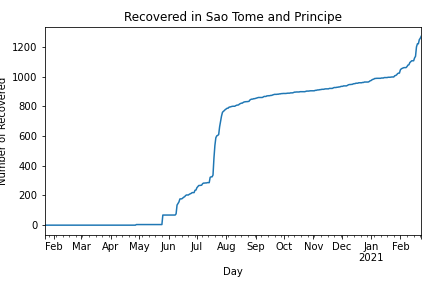 Recovered in Sao Tome and Principe
Number of Recovered
1200
1000
800
600
400
200
0
Feb Mar Apr May Jun Jul Aug Sep Oct Nov Dec Jan Feb
2021
Day